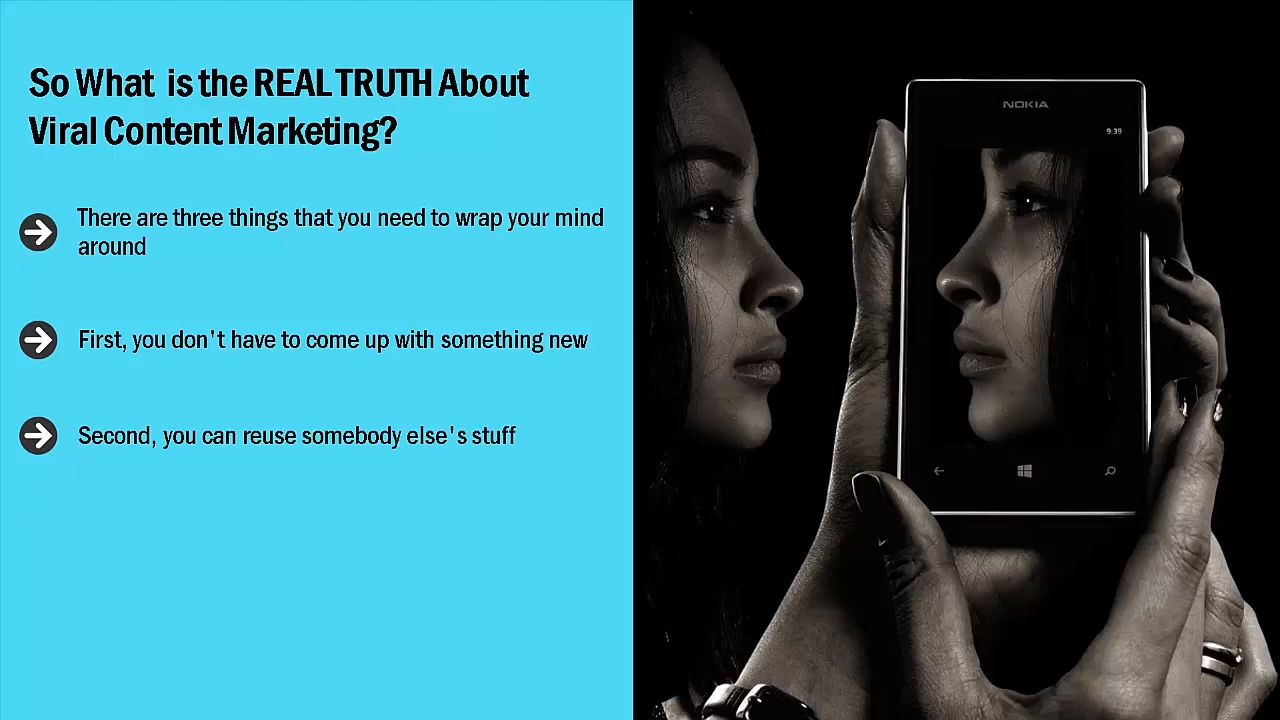 So What is the REAL TRUTH About
Viral Content Marketing?
There are three things that you need to wrap your mind
around
First, you don't have to come up with something new
Second, you can reuse somebody else's stuff
NOKIA
9:39